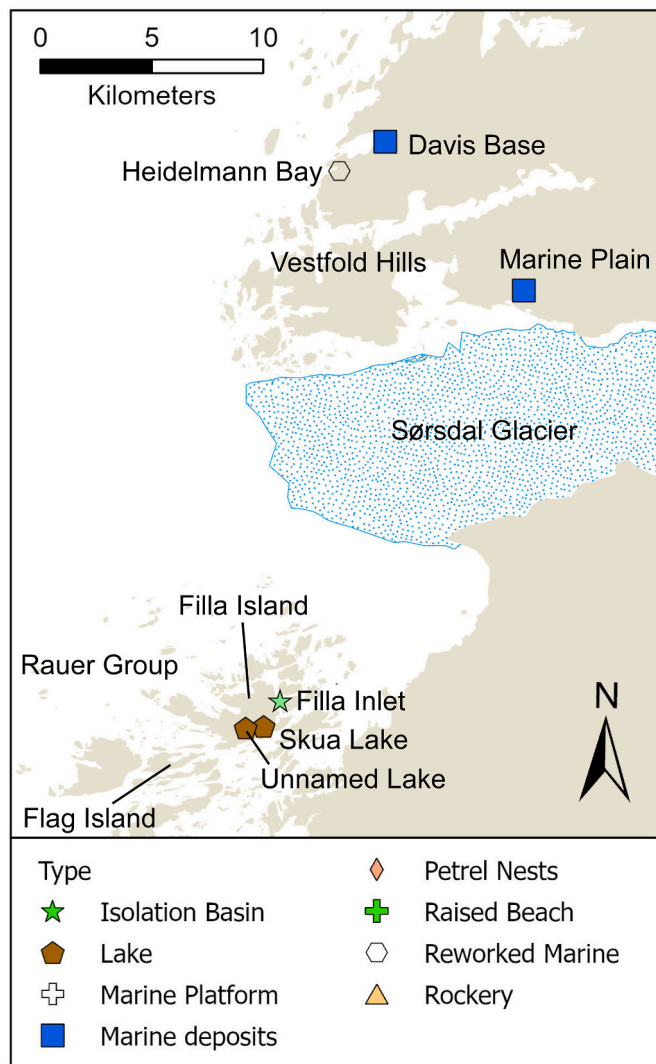 0 5 10
Kilometers
Davis Base
Heidelmann Bay
Vestfold Hills
Marine Plain
Sørsdal Glacier
Filla Island
Rauer Group
Filla Inlet
Skua Lake
Unnamed Lake
Flag Island
N
Type
Isolation Basin
Lake
Marine Platform
Marine deposits
Petrel Nests
Raised Beach
Reworked Marine
Rockery